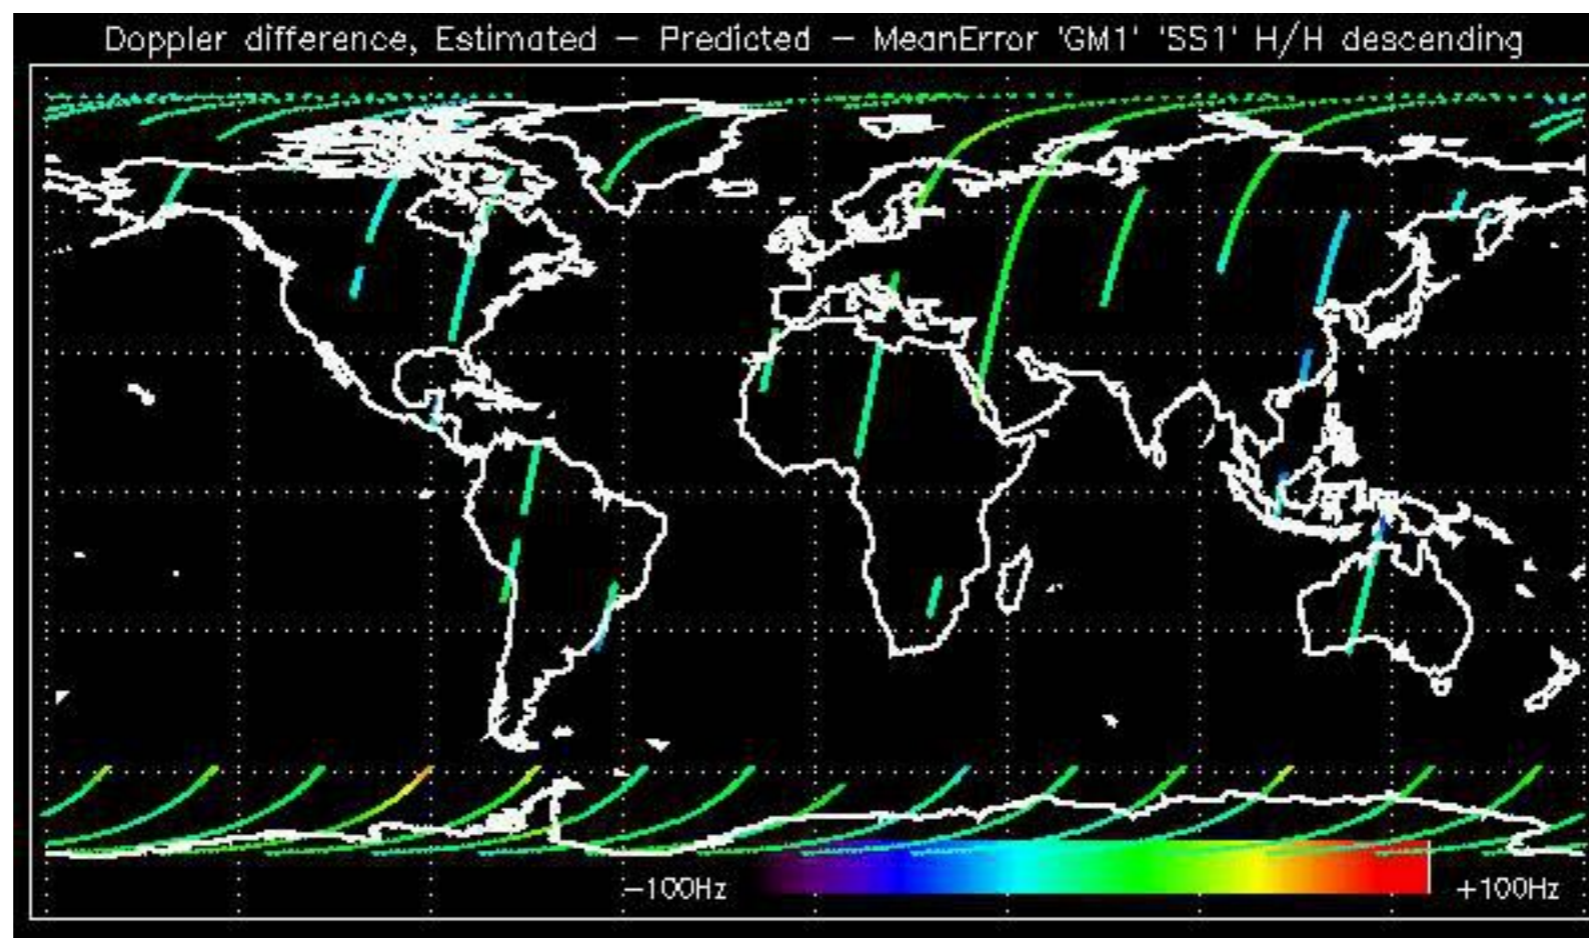 Doppler difference, Estimated – Predicted – MeanError 'GM1' 'SS1' H/H descending
-100Hz +100Hz